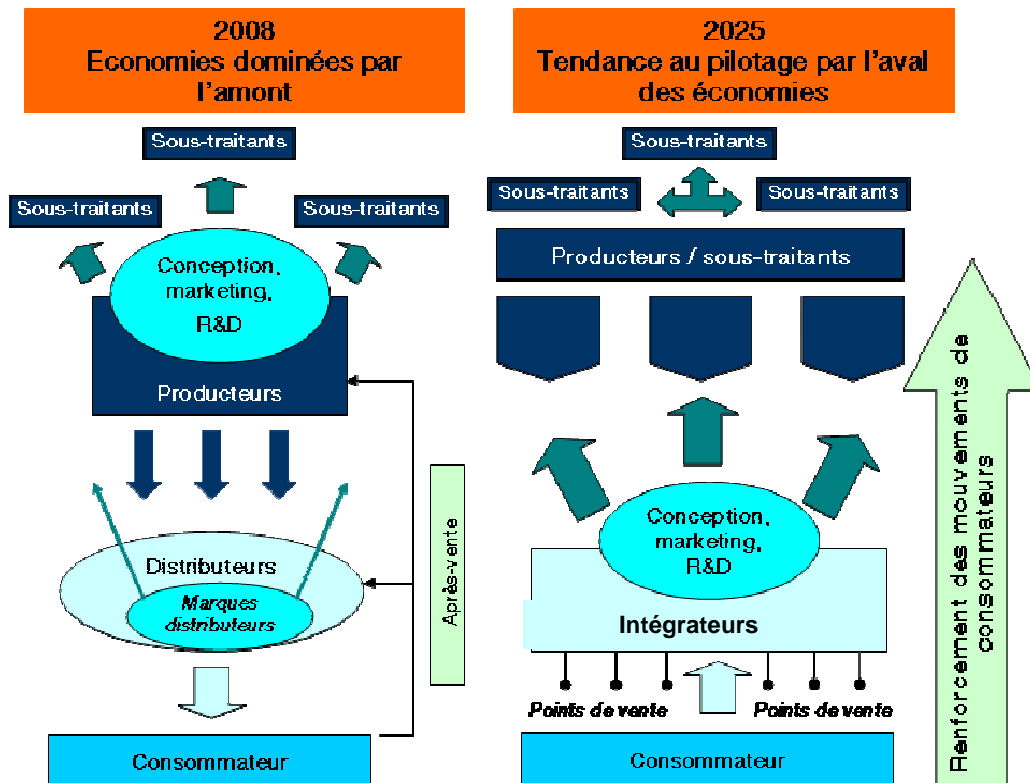 2008
Economies dominées par
l'amont
Sous-traitants
Sous-traitants
Sous-traitants
Conception,
marketing,
R&D
Producteurs
Distributeurs
Marques
distributeurs
Après-vente
Consommateur
2025
Tendance au pilotage par l'aval
des économies
Sous-traitants
Sous-traitants
Sous-traitants
Producteurs / sous-traitants
Conception,
marketing,
R&D
Intégrateurs
Points de vente
Points de vente
Consommateur
Renforcement des mouvements de
consommateurs